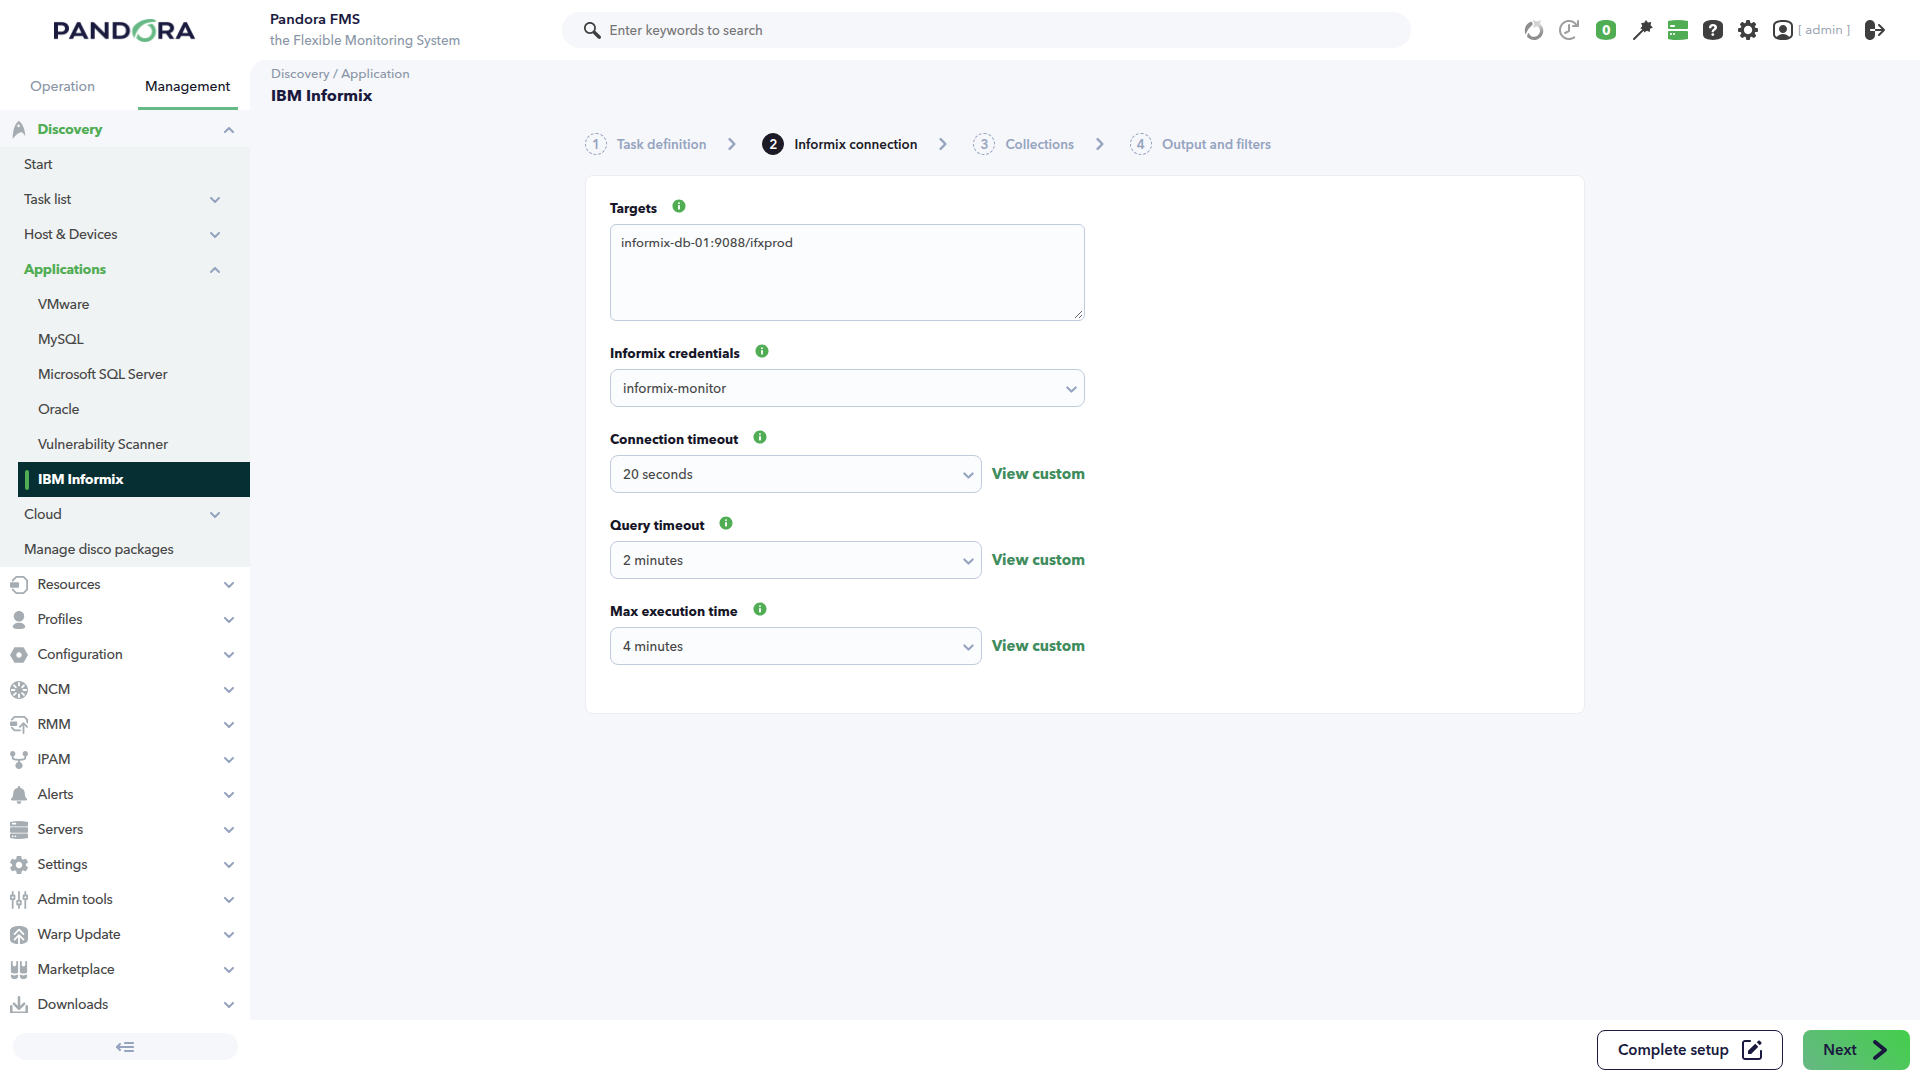 PANDORA
Pandora FMS
the Flexible Monitoring System
Enter keywords to search
0
?
[ admin ]
Operation
Management
Discovery
Start
Task list
Host & Devices
Applications
VMware
MySQL
Microsoft SQL Server
Oracle
Vulnerability Scanner
IBM Informix
Cloud
Manage disco packages
Resources
Profiles
Configuration
NCM
RMM
IPAM
Alerts
Servers
Settings
Admin tools
Warp Update
Marketplace
Downloads
Discovery / Application
IBM Informix
1 Task definition
2 Informix connection
3 Collections
4 Output and filters
Targets
informix-db-01:9088/ifxprod
Informix credentials
informix-monitor
Connection timeout
20 seconds
View custom
Query timeout
2 minutes
View custom
Max execution time
4 minutes
View custom
Complete setup
Next